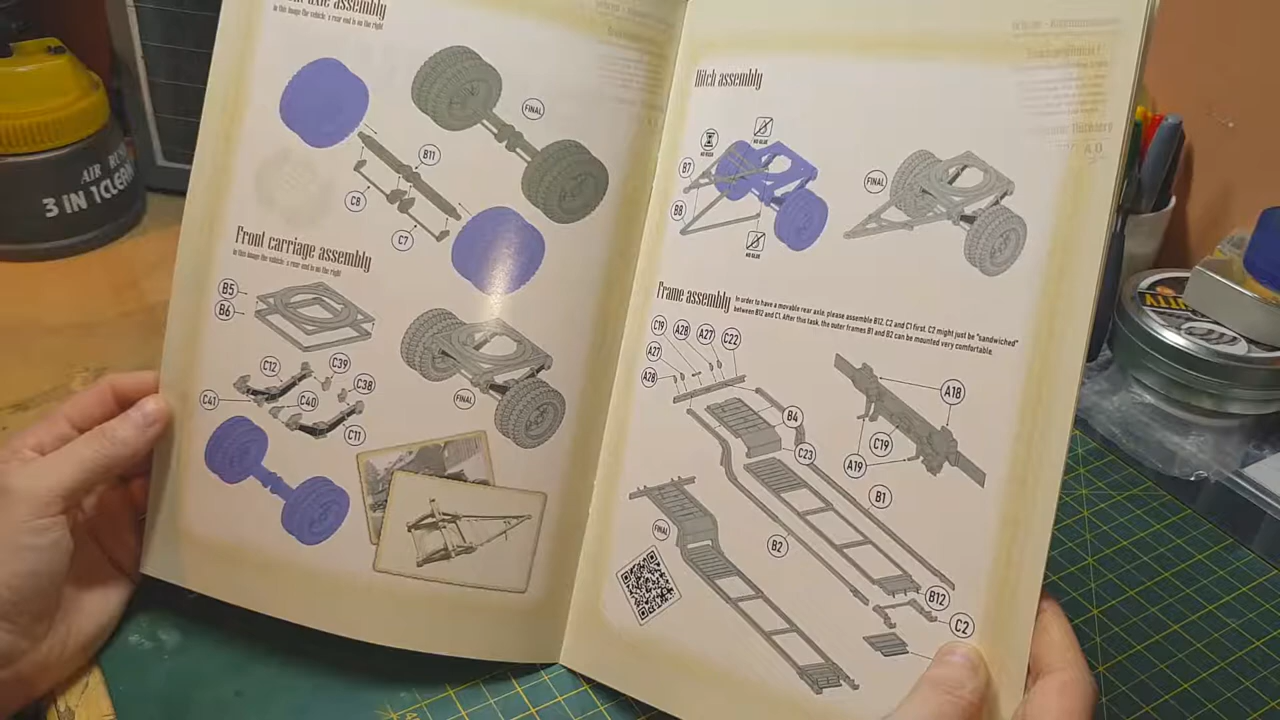 AIR BRU
3 IN 1 CLEAN
axle assembly
In this image the vehicle´s rear end is on the right
FINAL
B11
C8
C7
Front carriage assembly
In this image the vehicle´s rear end is on the right
B5
B6
C12
C39
C38
C41
C40
C11
FINAL
Hitch assembly
NO GLUE
B7
B8
NO GLUE
FINAL
Frame assembly
In order to have a movable rear axle, please assemble B12, C2 and C1 first. C2 might just be "sandwiched"
between B12 and C1. After this task, the outer frames B1 and B2 can be mounted very comfortable.
C19
A28
A27
C22
A27
A28
A18
B4
C19
C23
A19
B1
FINAL
B2
B12
C2
UTTY